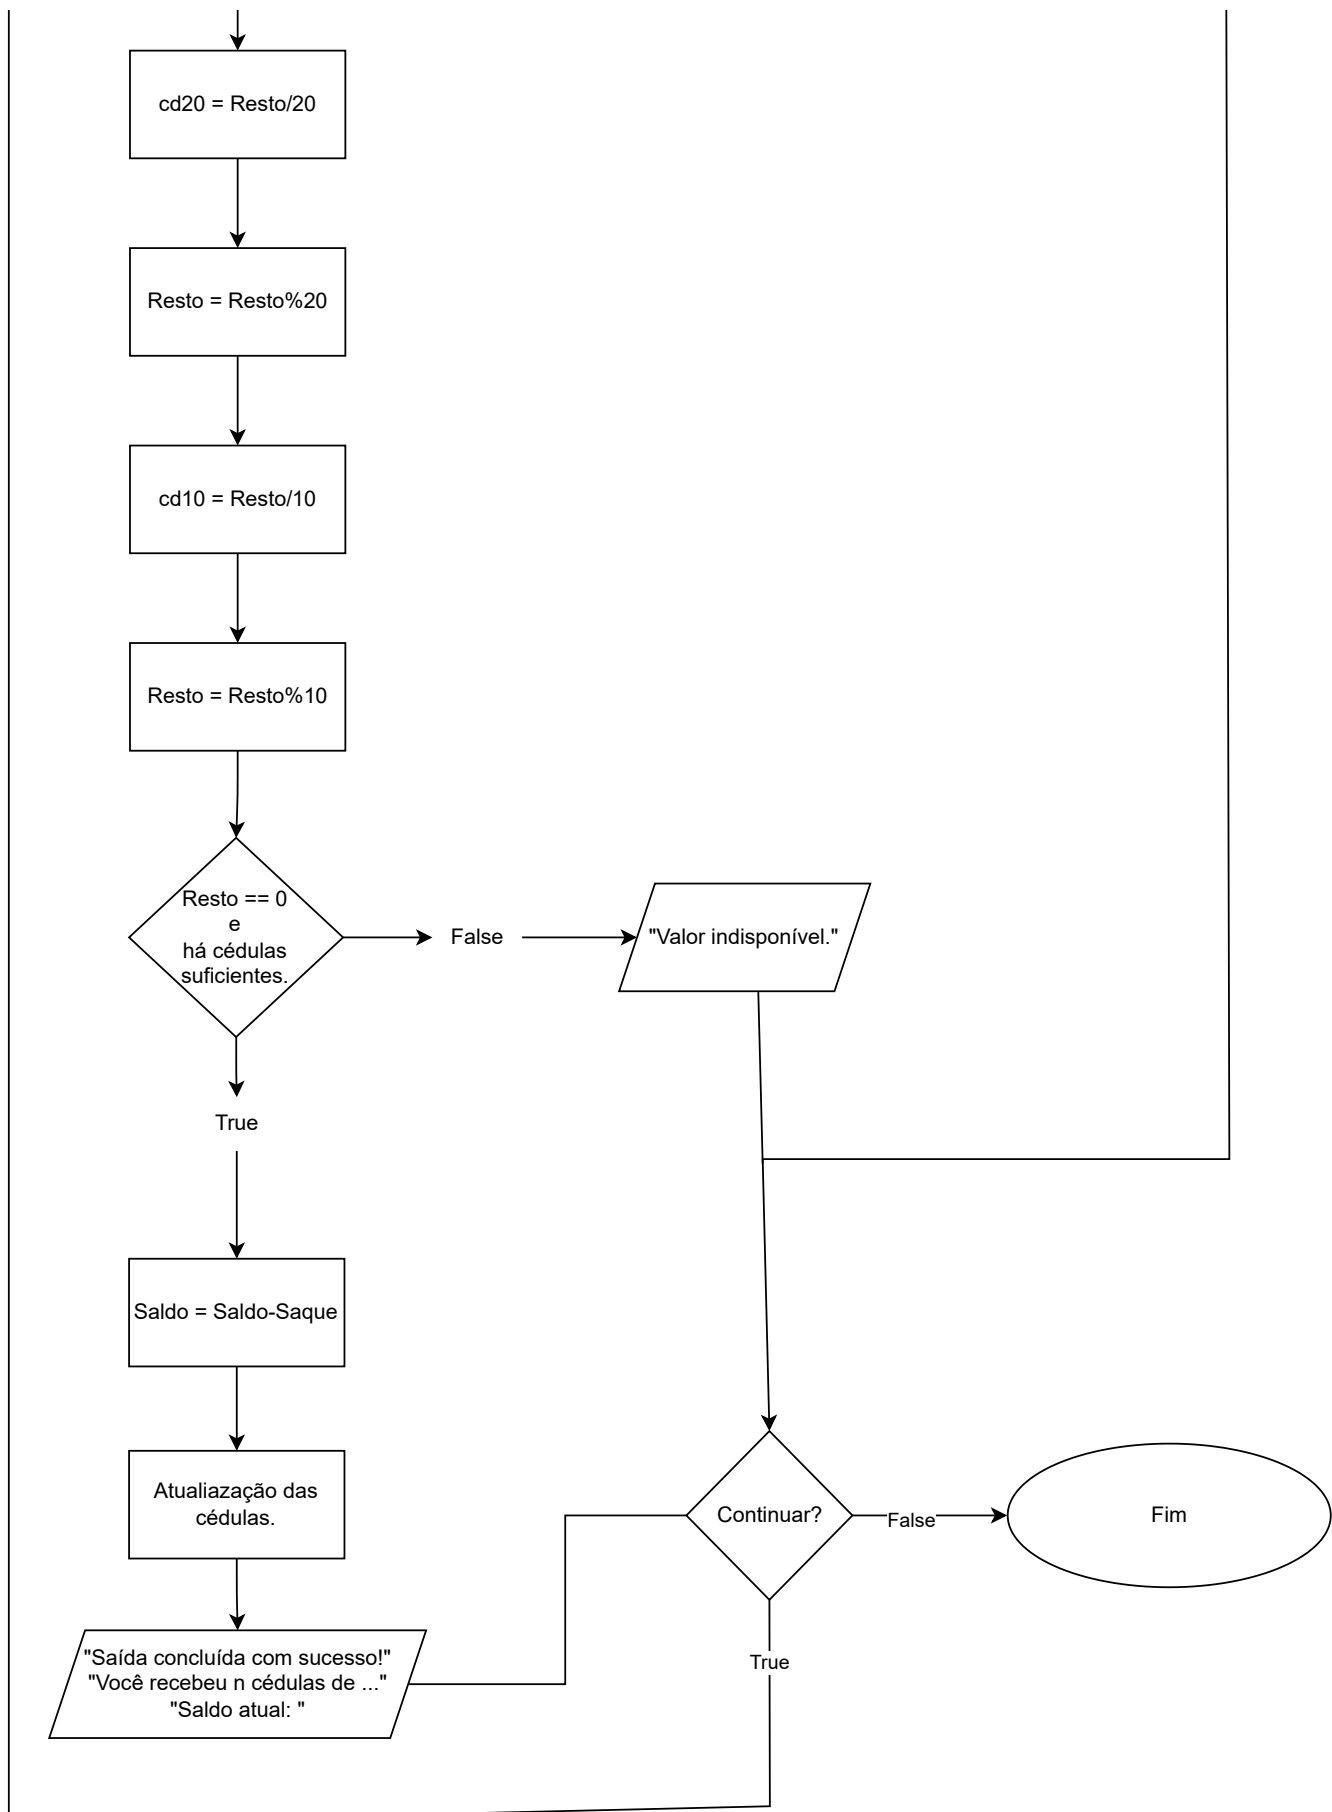 cd20 = Resto/20
Resto = Resto%20
cd10 = Resto/10
Resto = Resto%10
Resto == 0
e
há cédulas
suficientes.
False
"Valor indisponível."
True
Saldo = Saldo-Saque
Atualiazação das
cédulas.
Continuar?
False
Fim
"Saída concluída com sucesso!"
"Você recebeu n cédulas de ..."
"Saldo atual: "
True